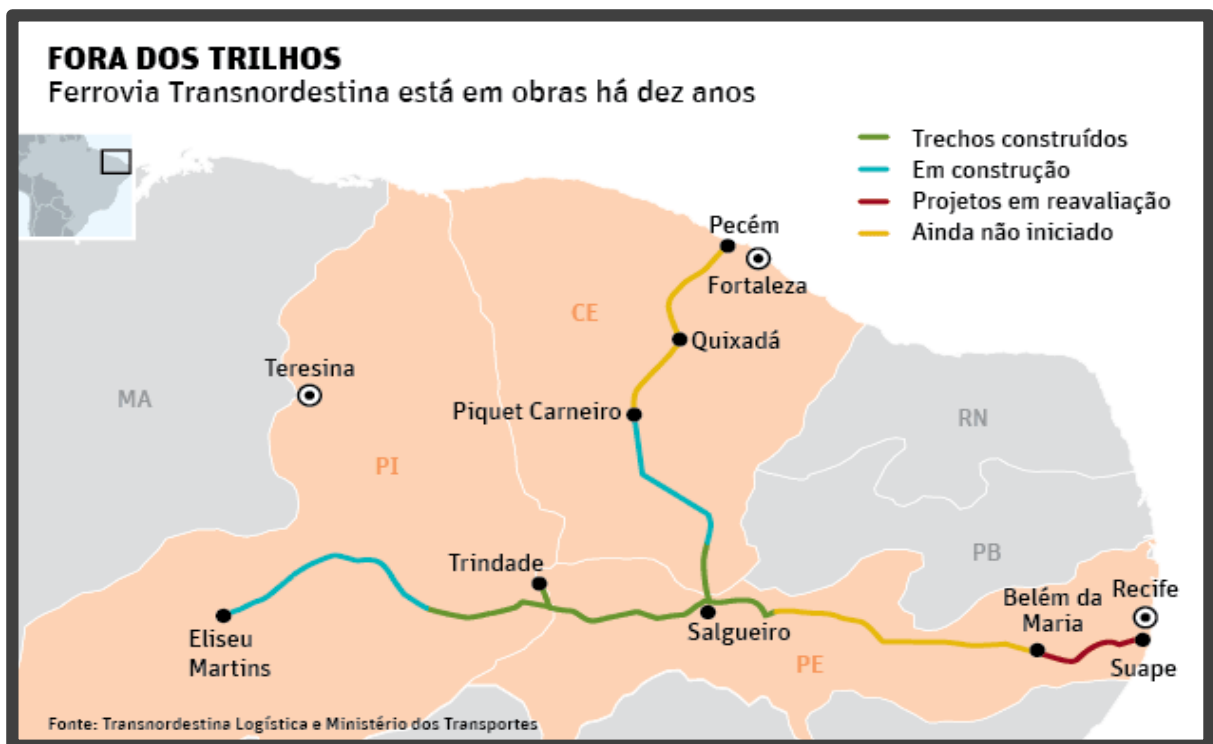 FORA DOS TRILHOS
Ferrovia Transnordestina está em obras há dez anos
Trechos construídos
Em construção
Projetos em reavaliação
Ainda não iniciado
Pecém
Fortaleza
CE
Quixadá
Teresina
MA
Piquet Carneiro
RN
PI
PB
Trindade
Belém da
Maria
Recife
Salgueiro
Eliseu
Martins
PE
Suape
Fonte: Transnordestina Logística e Ministério dos Transportes